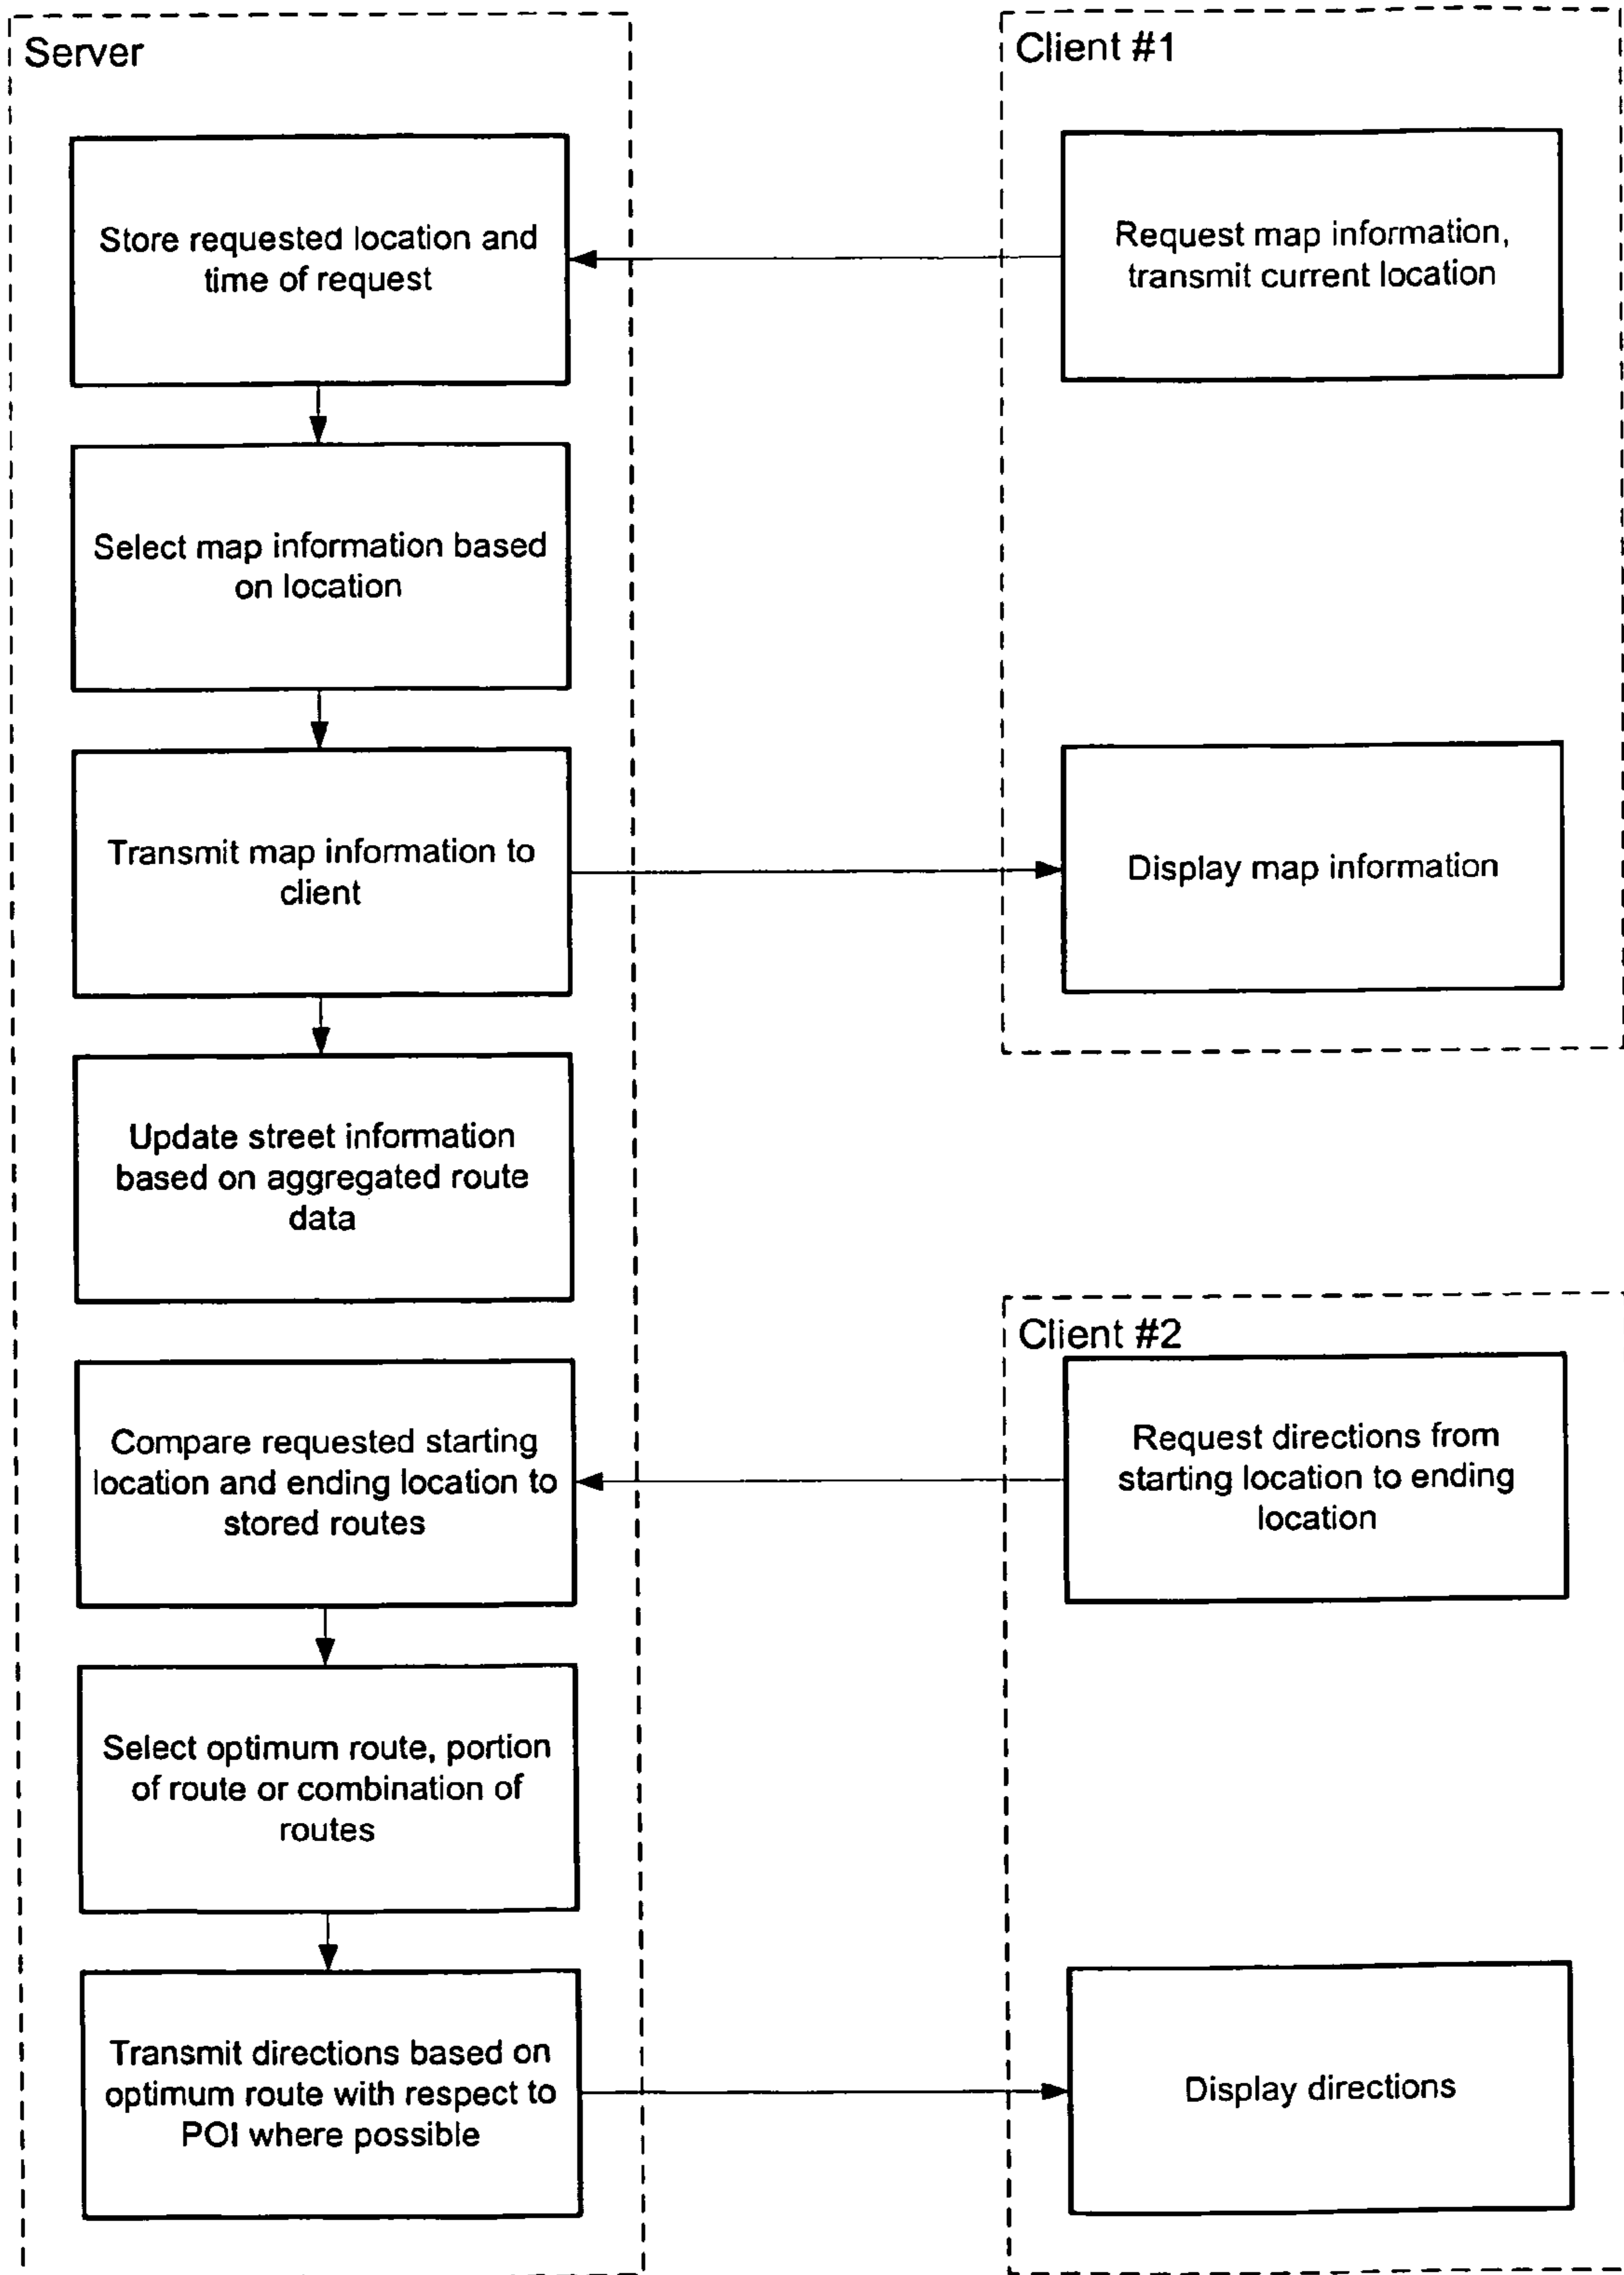 Server
Client #1
Store requested location and
time of request
Request map information,
transmit current location
Select map information based
on location
Transmit map information to
client
Display map information
Update street information
based on aggregated route
data
Client #2
Compare requested starting
location and ending location to
stored routes
Request directions from
starting location to ending
location
Select optimum route, portion
of route or combination of
routes
Transmit directions based on
optimum route with respect to
POI where possible
Display directions